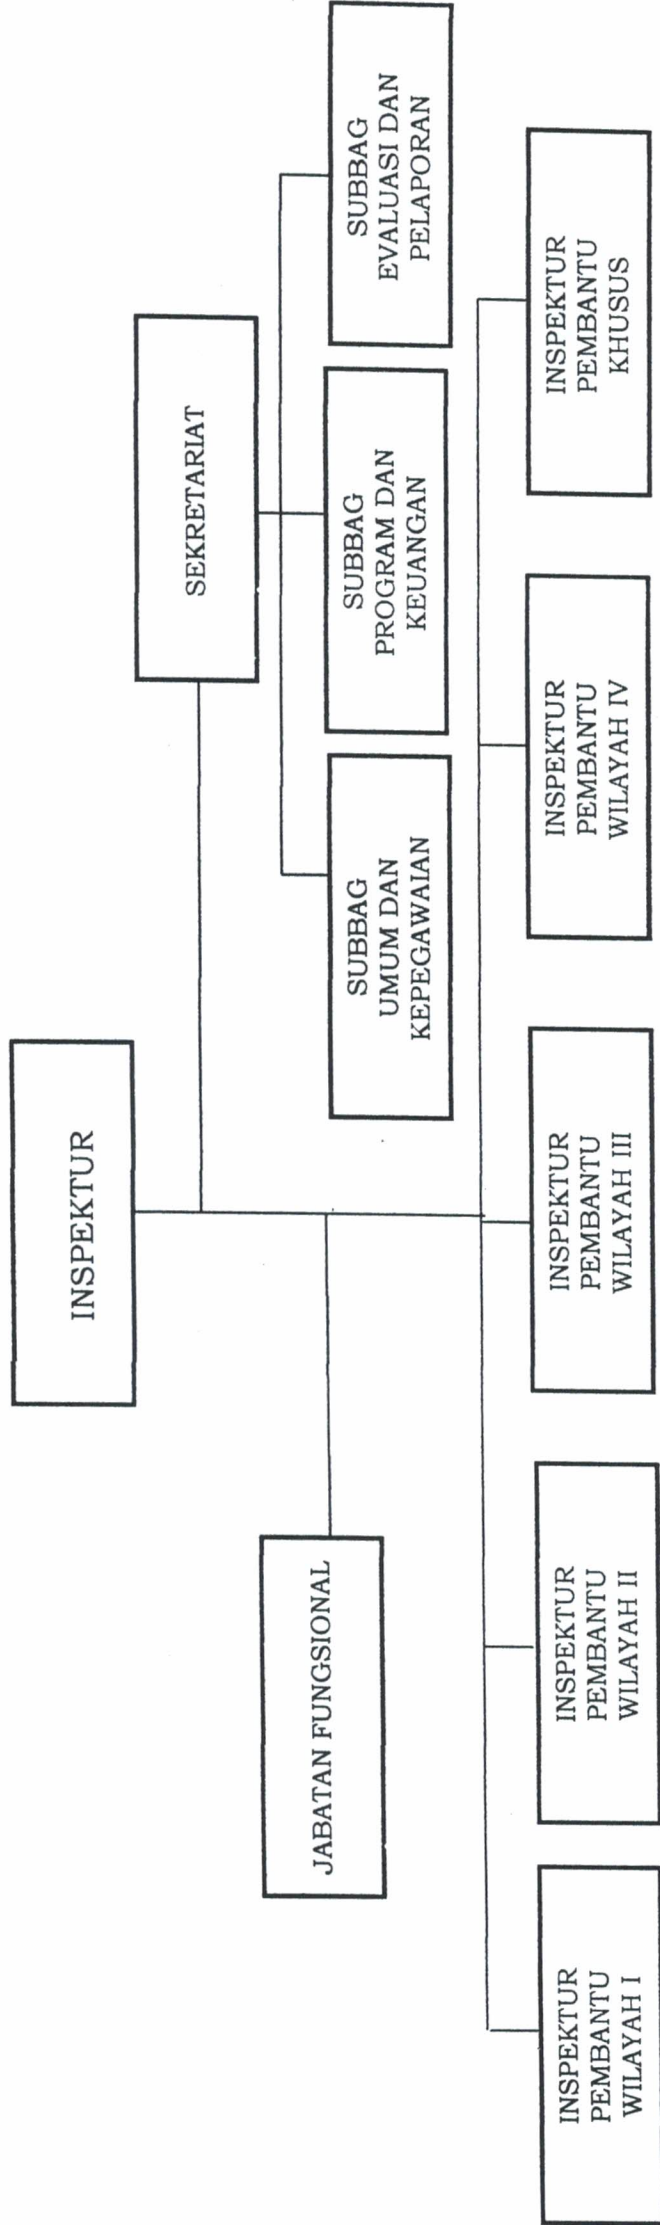 INSPEKTUR
SEKRETARIAT
JABATAN FUNGSIONAL
SUBBAG
UMUM DAN
KEPEGAWAIAN
SUBBAG
PROGRAM DAN
KEUANGAN
SUBBAG
EVALUASI DAN
PELAPORAN
INSPEKTUR
PEMBANTU
WILAYAH I
INSPEKTUR
PEMBANTU
WILAYAH II
INSPEKTUR
PEMBANTU
WILAYAH III
INSPEKTUR
PEMBANTU
WILAYAH IV
INSPEKTUR
PEMBANTU
KHUSUS